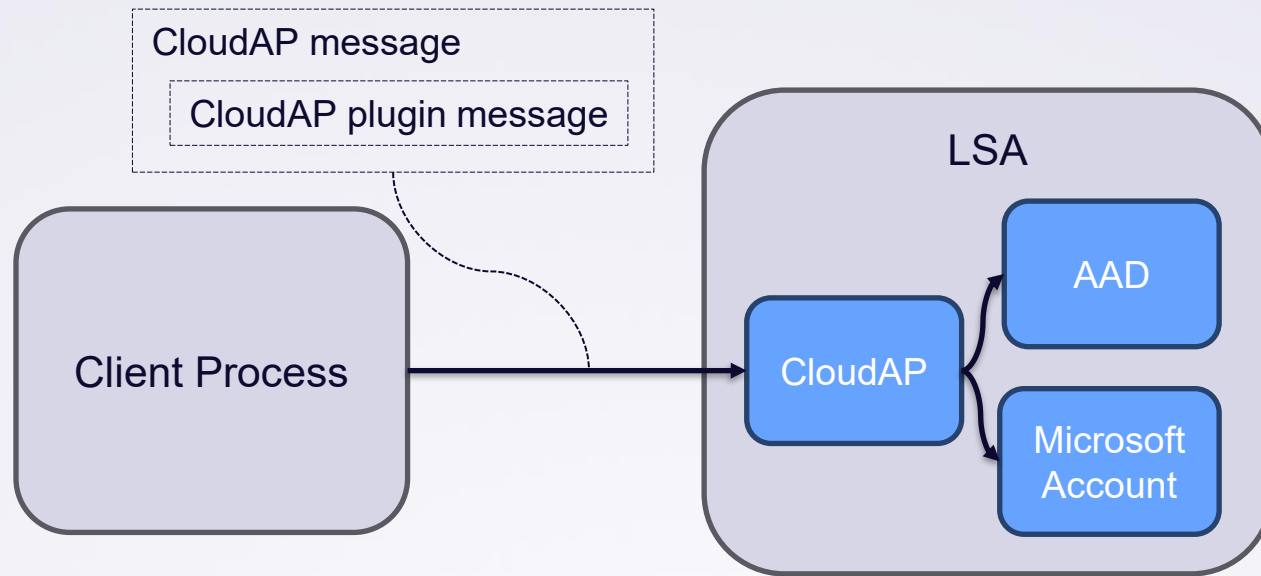 CloudAP message
CloudAP plugin message
LSA
Client Process
CloudAP
AAD
Microsoft
Account